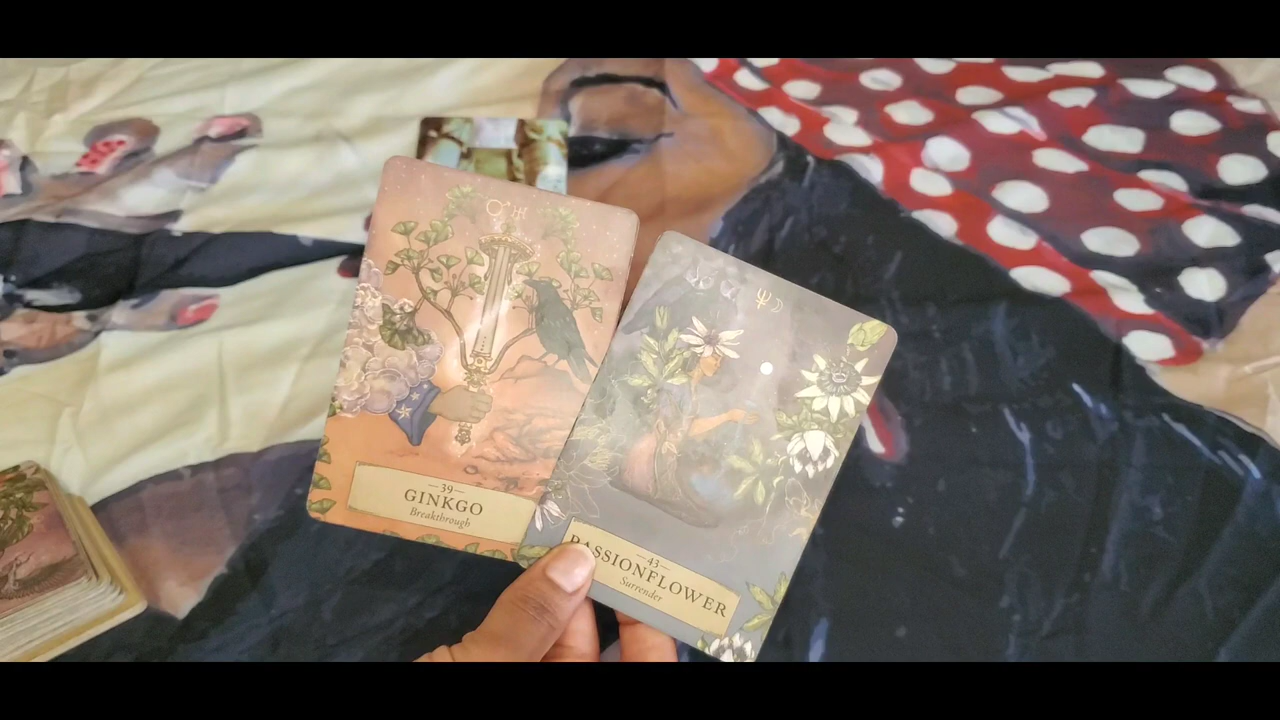 —39—
GINKGO
Breakthrough
—43—
PASSIONFLOWER
Surrender